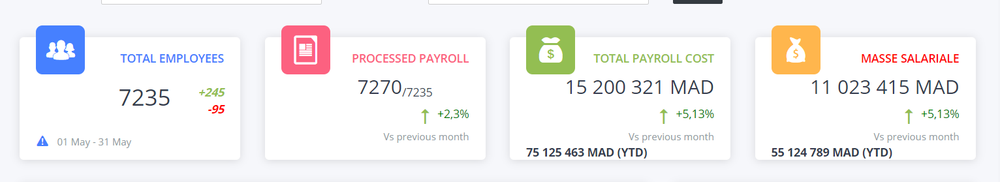 TOTAL EMPLOYEES
7235
+245
-95
01 May - 31 May
PROCESSED PAYROLL
7270/7235
+2,3%
Vs previous month
TOTAL PAYROLL COST
15 200 321 MAD
+5,13%
Vs previous month
75 125 463 MAD (YTD)
MASSE SALARIALE
11 023 415 MAD
+5,13%
Vs previous month
55 124 789 MAD (YTD)